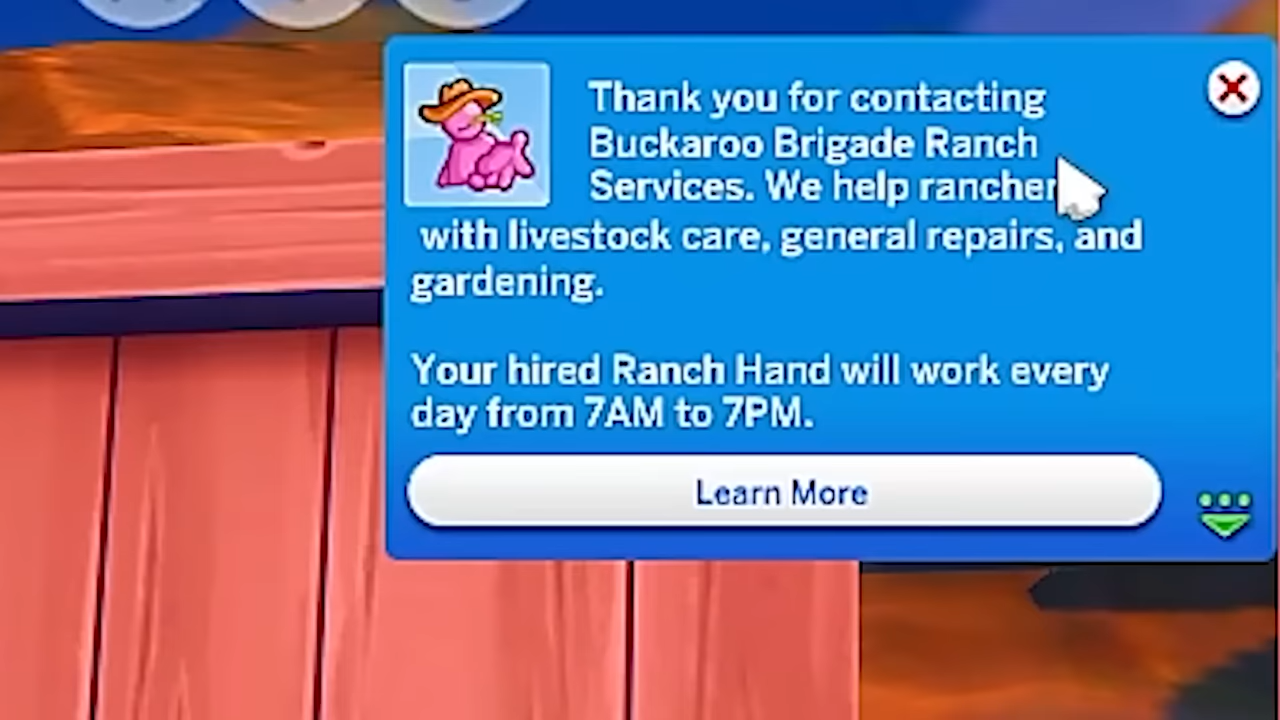 Thank you for contacting
Buckaroo Brigade Ranch
Services. We help rancher
with livestock care, general repairs, and
gardening.
Your hired Ranch Hand will work every
day from 7AM to 7PM.
Learn More